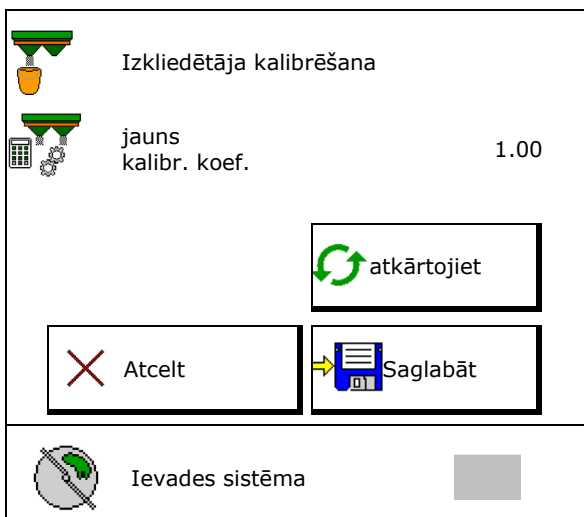 Izkliedētāja kalibrēšana
jauns
kalibr. koef.
1.00
atkārtojiet
Atcelt
Saglabāt
Ievades sistēma